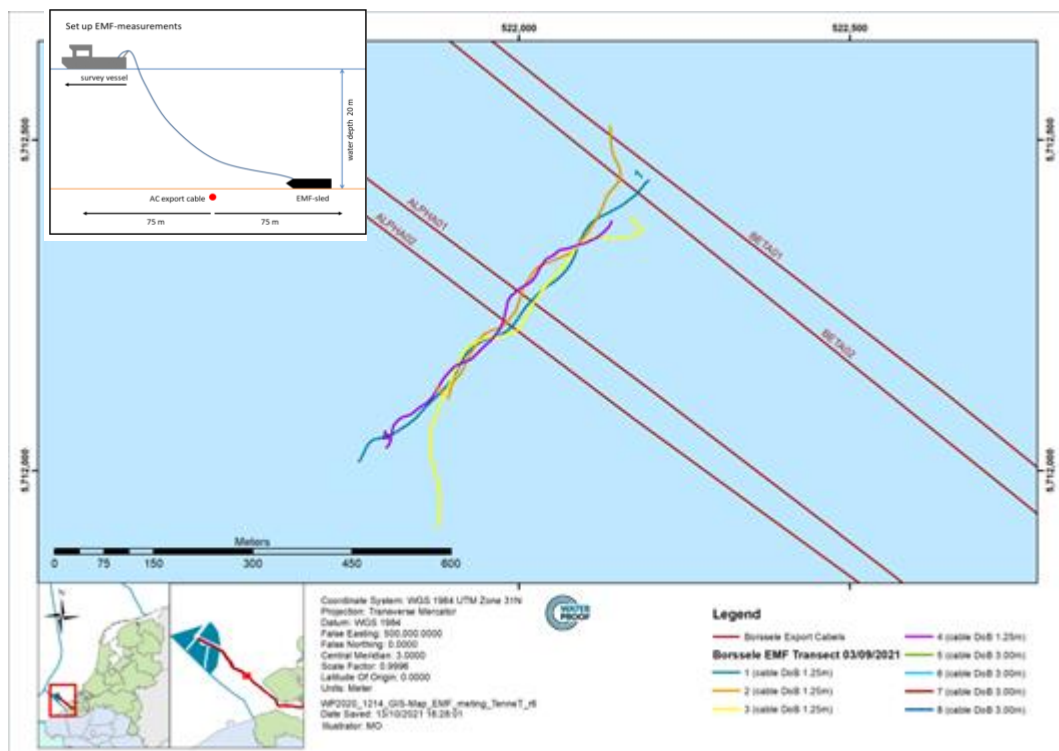 Set up EMF-measurements
survey vessel
water depth 20 m
AC export cable
EMF-sled
75 m
75 m
522,000
522,500
5,712,500
5,712,500
5,712,000
5,712,000
ALPHA01
ALPHA02
BETA01
BETA02
Meters
0 75 150 300 450 600
N
Coordinate System: WGS 1984 UTM Zone 31N
Projection: Transverse Mercator
Datum: WGS 1984
False Easting: 500,000.0000
False Northing: 0.0000
Central Meridian: 3.0000
Scale Factor: 0.9996
Latitude Of Origin: 0.0000
Units: Meter
WP2020_1214_GIS-Map_EMF_meting_TenneT_r6
Date Saved: 13/10/2021 16:28:01
Illustrator: MO
WATER
PROOF
Legend
Borssele Export Cabels
Borssele EMF Transect 03/09/2021
1 (cable DoB 1.25m)
2 (cable DoB 1.25m)
3 (cable DoB 1.25m)
4 (cable DoB 1.25m)
5 (cable DoB 3.00m)
6 (cable DoB 3.00m)
7 (cable DoB 3.00m)
8 (cable DoB 3.00m)